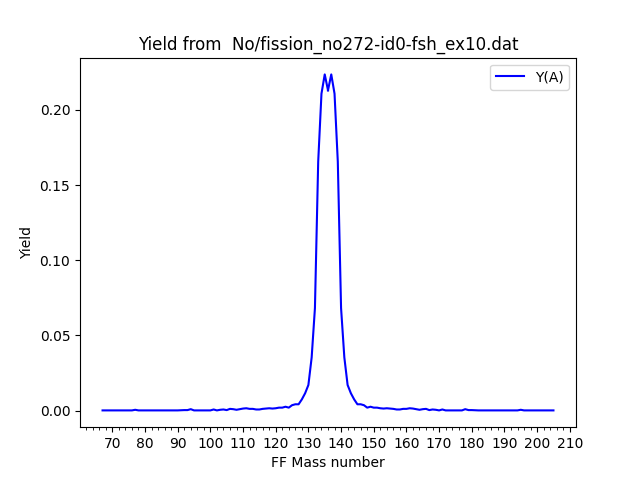 Yield from  No/fission_no272-id0-fsh_ex10.dat
Y(A)
0.20
0.15
0.10
0.05
0.00
Yield
70 80 90 100 110 120 130 140 150 160 170 180 190 200 210
FF Mass number